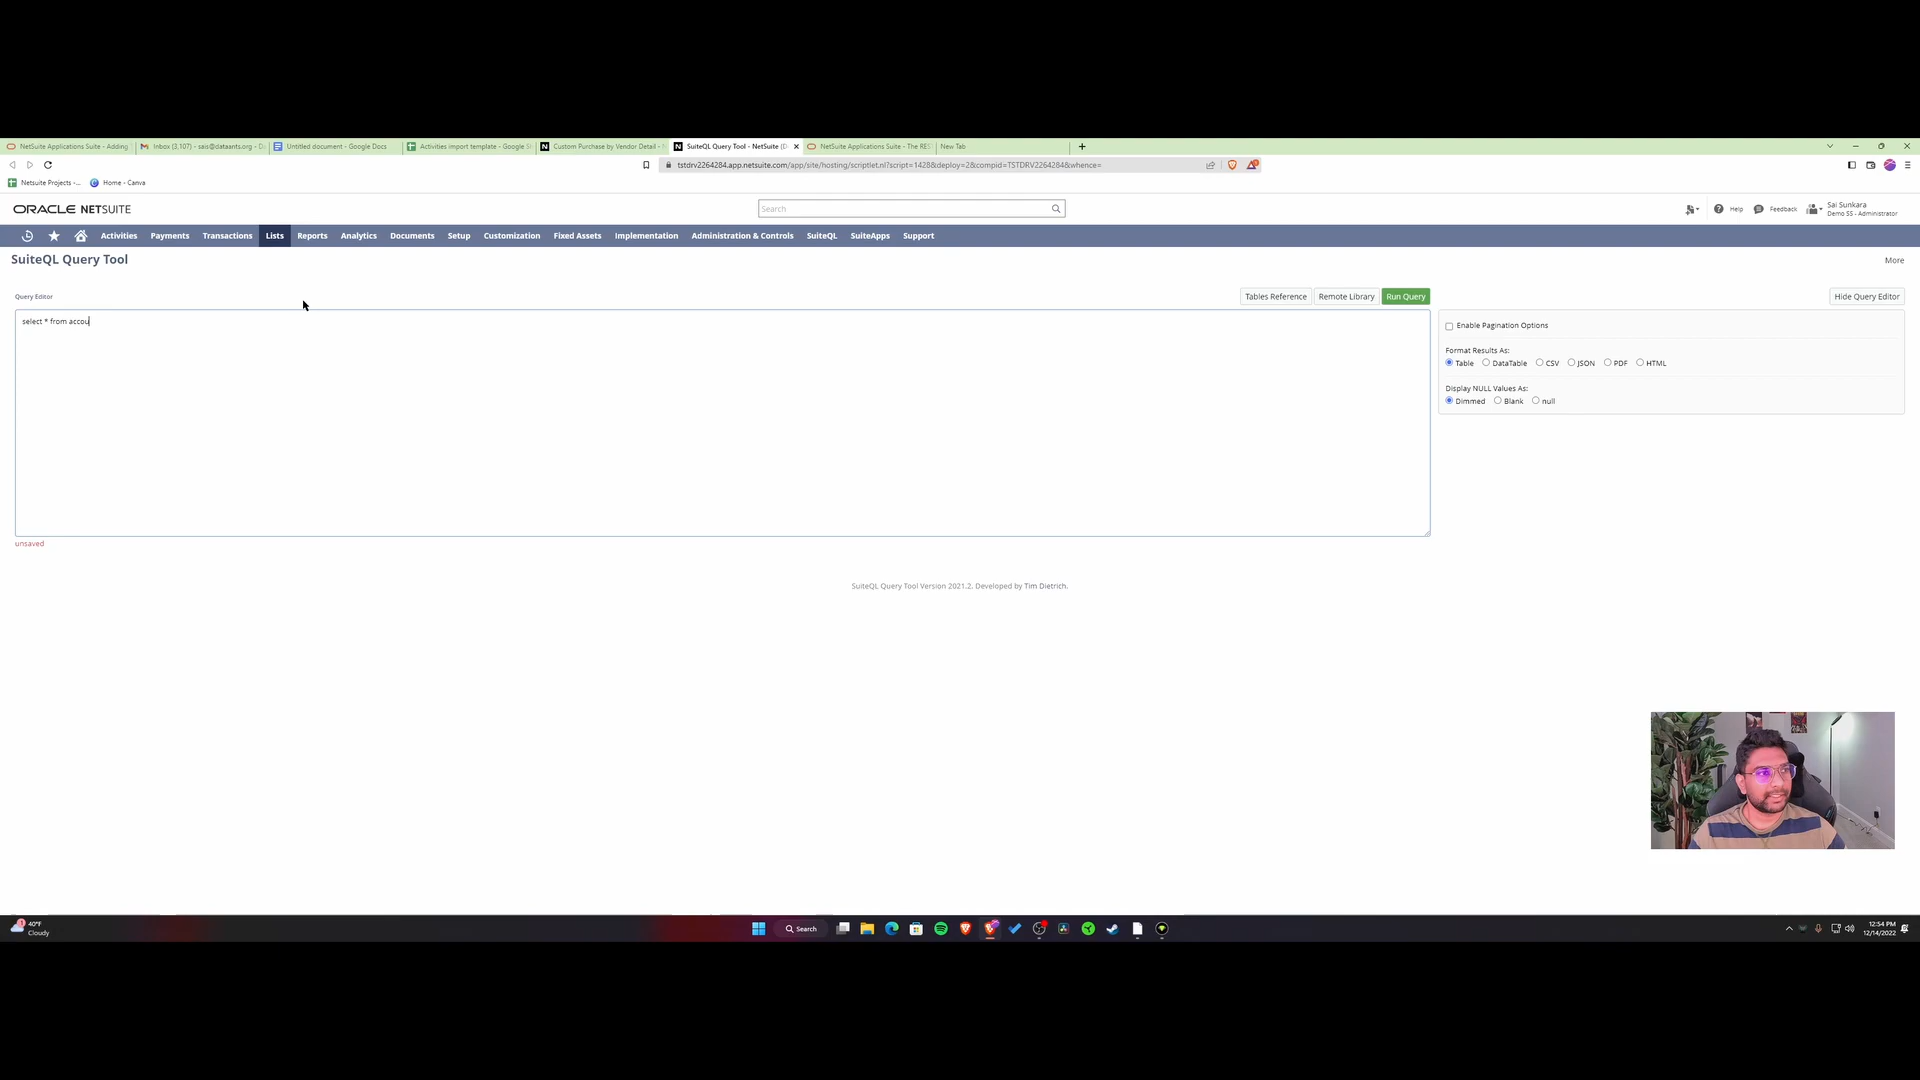 NetSuite Applications Suite - Adding
Inbox (3,107) - sais@dataants.org - D
Untitled document - Google Docs
Activities import template - Google S
Custom Purchase by Vendor Detail -
SuiteQL Query Tool - NetSuite (D
NetSuite Applications Suite - The RES
New Tab
tstdrv2264284.app.netsuite.com/app/site/hosting/scriptlet.nl?script=1428&deploy=2&compid=TSTDRV2264284&whence=
Netsuite Projects -...
Home - Canva
ORACLE NETSUITE
Search
Help
Feedback
Sai Sunkara
Demo SS - Administrator
Activities
Payments
Transactions
Lists
Reports
Analytics
Documents
Setup
Customization
Fixed Assets
Implementation
Administration & Controls
SuiteQL
SuiteApps
Support
SuiteQL Query Tool
More
Query Editor
Tables Reference
Remote Library
Run Query
Hide Query Editor
select * from accou
Enable Pagination Options
Format Results As:
Table DataTable CSV JSON PDF HTML
Display NULL Values As:
Dimmed Blank null
unsaved
SuiteQL Query Tool Version 2021.2. Developed by Tim Dietrich.
40°F
Cloudy
Search
12:54 PM
12/14/2022